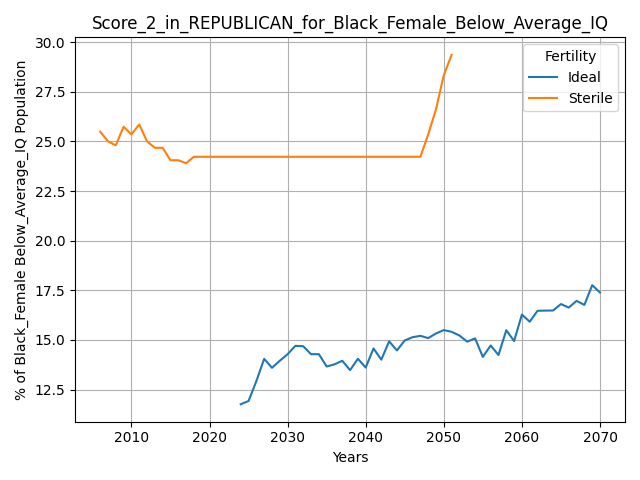 Score_2_in_REPUBLICAN_for_Black_Female_Below_Average_IQ
% of Black_Female Below_Average_IQ Population
30.0
27.5
25.0
22.5
20.0
17.5
15.0
12.5
Fertility
Ideal
Sterile
2010 2020 2030 2040 2050 2060 2070
Years